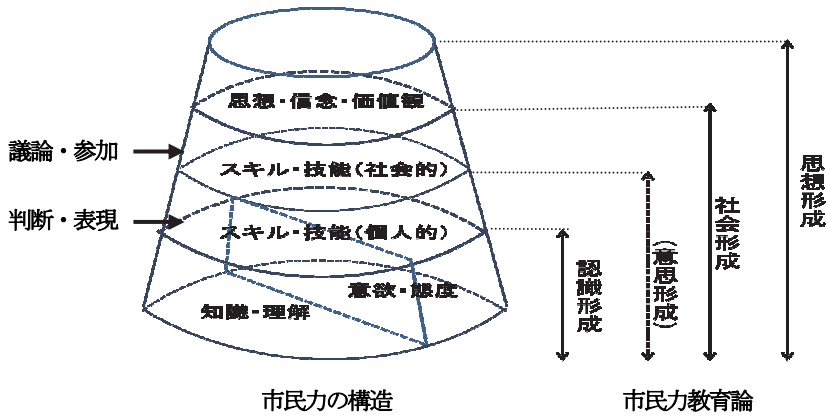 思想・信念・価値観
議論・参加
スキル・技能(社会的)
判断・表現
スキル・技能(個人的)
意欲・態度
知識・理解
認識形成
(意思形成)
社会形成
思想形成
市民力の構造
市民力教育論